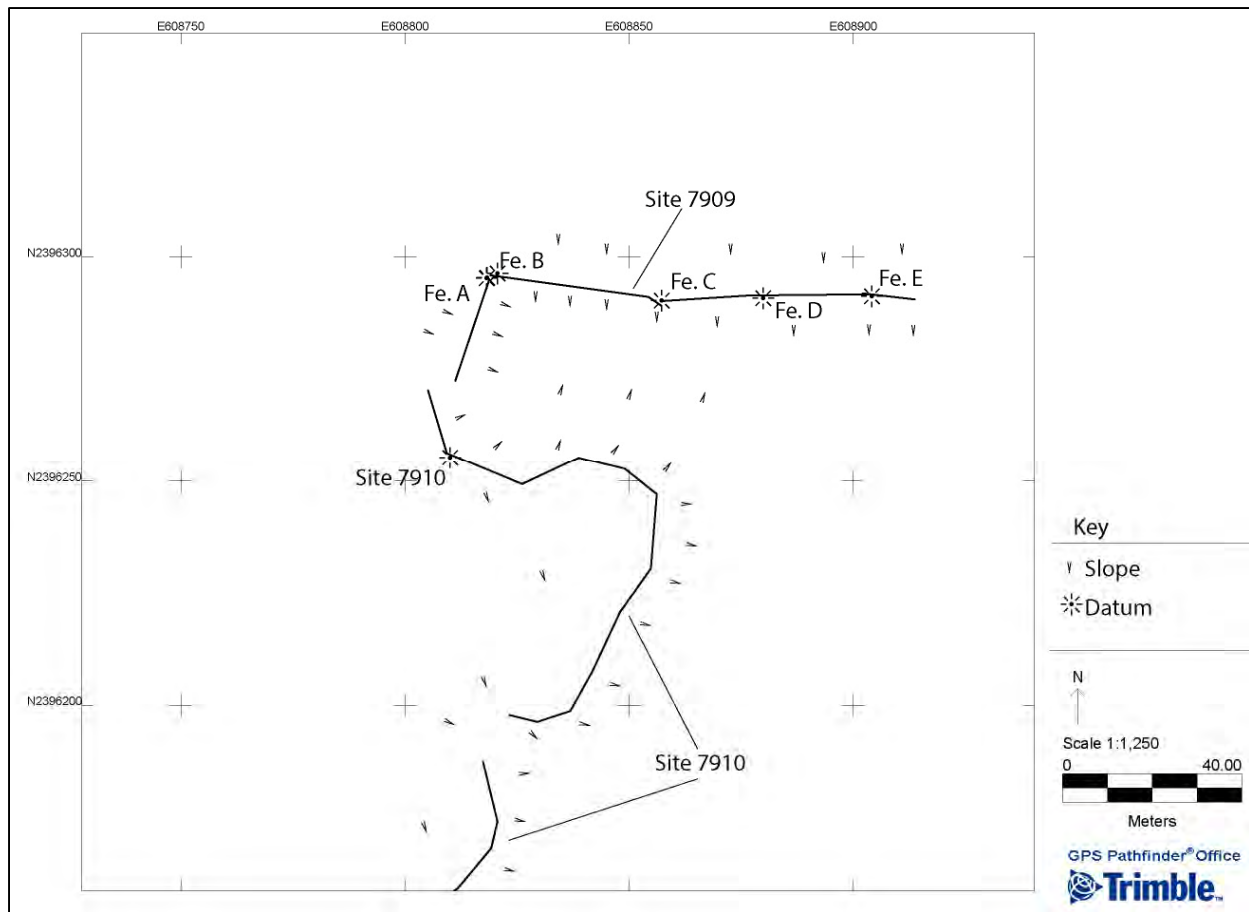 E608750
E608800
E608850
E608900
Site 7909
N2396300
Fe. B
Fe. A
Fe. C
Fe. D
Fe. E
Site 7910
N2396250
N2396200
Site 7910
Key
Slope
Datum
N
Scale 1:1,250
0 40.00
Meters
GPS Pathfinder® Office
Trimble™